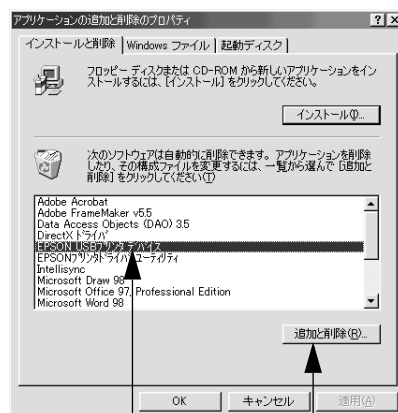 アプリケーションの追加と削除のプロパティ
インストールと削除
Windows ファイル
起動ディスク
フロッピー ディスクまたは CD-ROM から新しいアプリケーションをイン
ストールするには、[インストール] をクリックしてください。
インストール(I)...
次のソフトウェアは自動的に削除できます。アプリケーションを削除
したり、その構成ファイルを変更するには、一覧から選んで [追加と
削除] をクリックしてください(T)
Adobe Acrobat
Adobe FrameMaker v5.5
Data Access Objects (DAO) 3.5
DirectX ドライバ
EPSON USBプリンタ デバイス
EPSONプリンタドライバ・ユーティリティ
Intellisync
Microsoft Draw 98
Microsoft Office 97, Professional Edition
Microsoft Word 98
追加と削除(R)...
OK
キャンセル
適用(A)